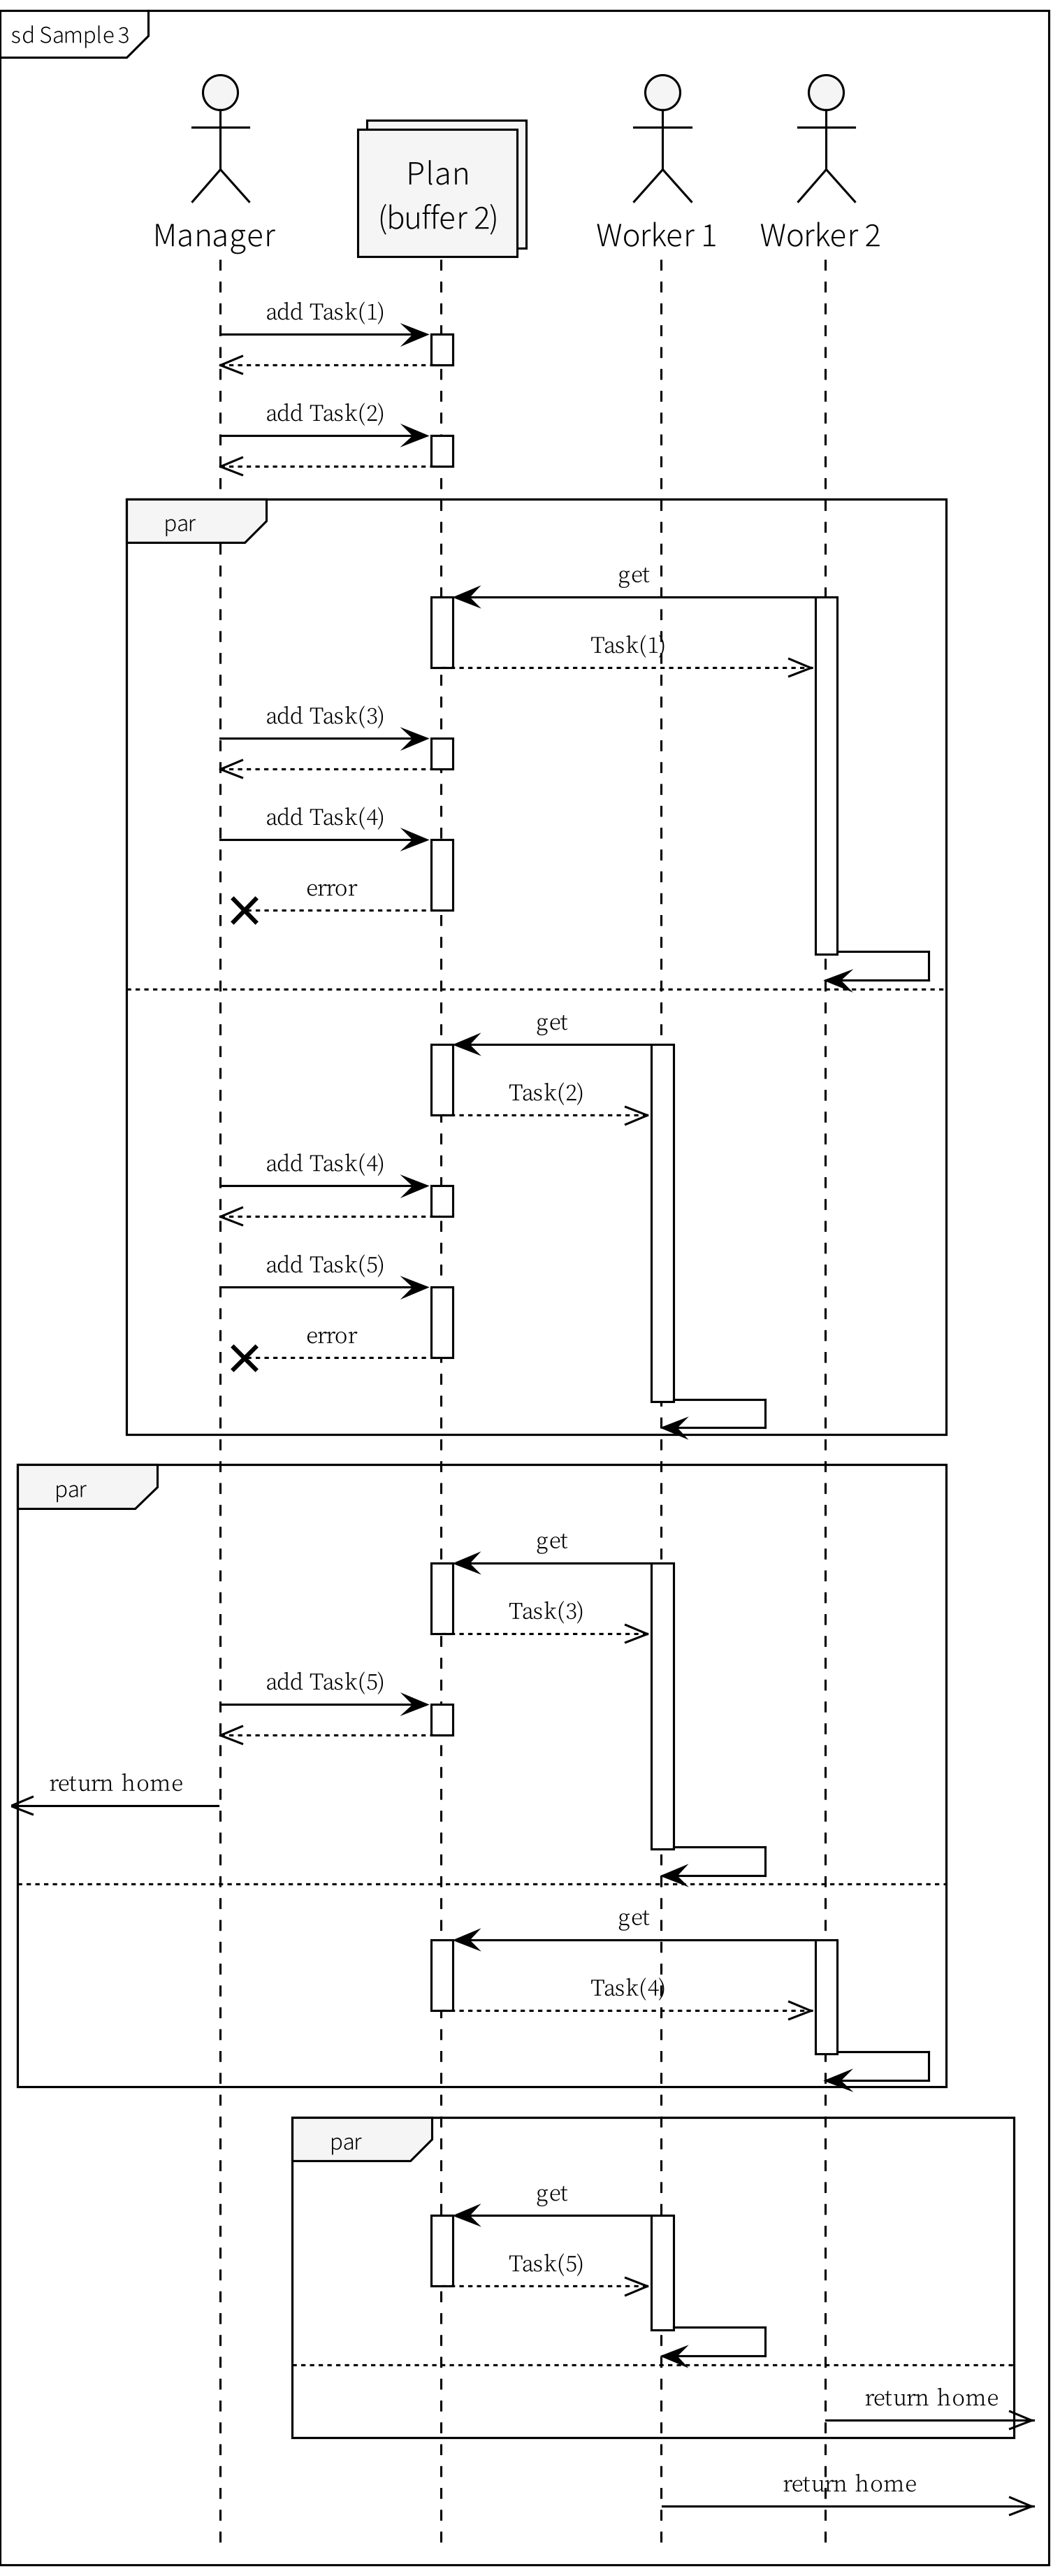 sd Sample 3
Manager
Plan
(buffer 2)
Worker 1
Worker 2
add Task(1)
add Task(2)
par
get
Task(1)
add Task(3)
add Task(4)
error
get
Task(2)
add Task(4)
add Task(5)
error
par
get
Task(3)
add Task(5)
return home
get
Task(4)
par
get
Task(5)
return home
return home